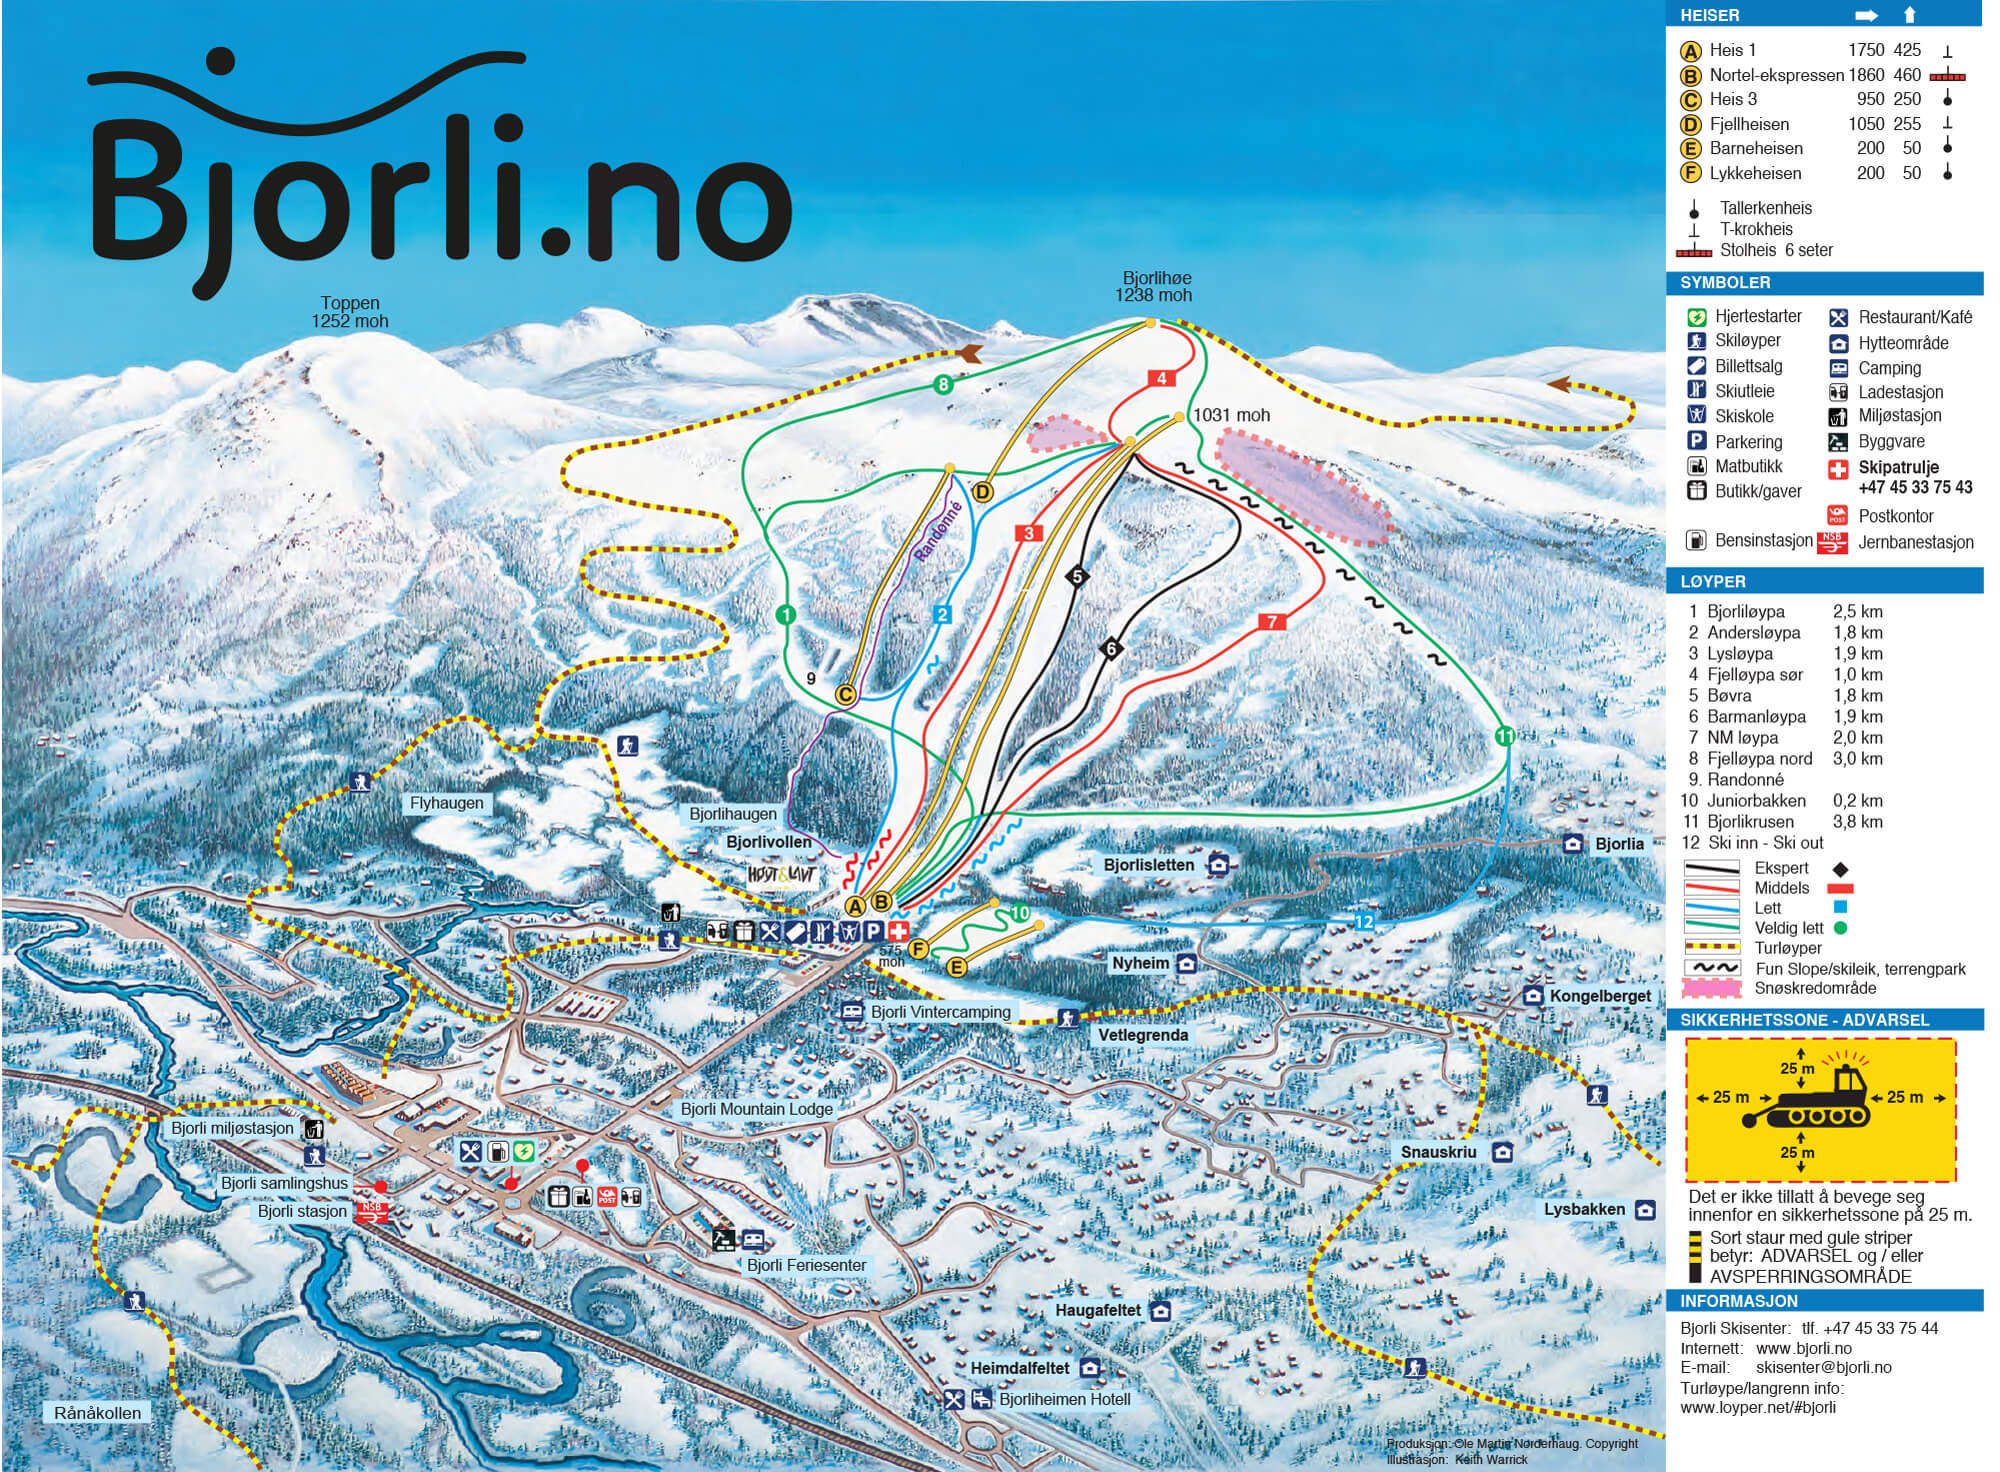 Bjorli.no
Toppen
1252 moh
Bjorlihøe
1238 moh
8
4
1031 moh
D
Randonné
3
5
1
2
6
7
9
C
11
Flyhaugen
Bjorlihaugen
Bjorlivollen
HØYT & LAVT
Bjorlisletten
Bjorlia
A
B
10
12
P
575
moh
F
E
Nyheim
Kongelberget
Bjorli Vintercamping
Vetlegrenda
Bjorli Mountain Lodge
Bjorli miljøstasjon
Snauskriu
Bjorli samlingshus
POST
Bjorli stasjon
NSB
Lysbakken
Bjorli Feriesenter
Haugafeltet
Heimdalfeltet
Bjorliheimen Hotell
Rånåkollen
Produksjon: Ole Martin Norderhaug. Copyright
Illustrasjon: Keith Warrick
HEISER
A Heis 1 1750 425
B Nortel-ekspressen 1860 460
C Heis 3 950 250
D Fjellheisen 1050 255
E Barneheisen 200 50
F Lykkeheisen 200 50
Tallerkenheis
T-krokheis
Stolheis 6 seter
SYMBOLER
Hjertestarter
Skiløyper
Billettsalg
Skiutleie
Skiskole
P Parkering
Matbutikk
Butikk/gaver
Bensinstasjon
Restaurant/Kafé
Hytteområde
Camping
Ladestasjon
Miljøstasjon
Byggvare
Skipatrulje
+47 45 33 75 43
POST Postkontor
NSB Jernbanestasjon
LØYPER
1 Bjorliløypa 2,5 km
2 Andersløypa 1,8 km
3 Lysløypa 1,9 km
4 Fjelløypa sør 1,0 km
5 Bøvra 1,8 km
6 Barmanløypa 1,9 km
7 NM løypa 2,0 km
8 Fjelløypa nord 3,0 km
9. Randonné
10 Juniorbakken 0,2 km
11 Bjorlikrusen 3,8 km
12 Ski inn - Ski out
Ekspert
Middels
Lett
Veldig lett
Turløyper
Fun Slope/skileik, terrengpark
Snøskredområde
SIKKERHETSSONE - ADVARSEL
25 m
25 m
25 m
25 m
Det er ikke tillatt å bevege seg
innenfor en sikkerhetssone på 25 m.
Sort staur med gule striper
betyr: ADVARSEL og / eller
AVSPERRINGSOMRÅDE
INFORMASJON
Bjorli Skisenter: tlf. +47 45 33 75 44
Internett: www.bjorli.no
E-mail: skisenter@bjorli.no
Turløype/langrenn info:
www.loyper.net/#bjorli